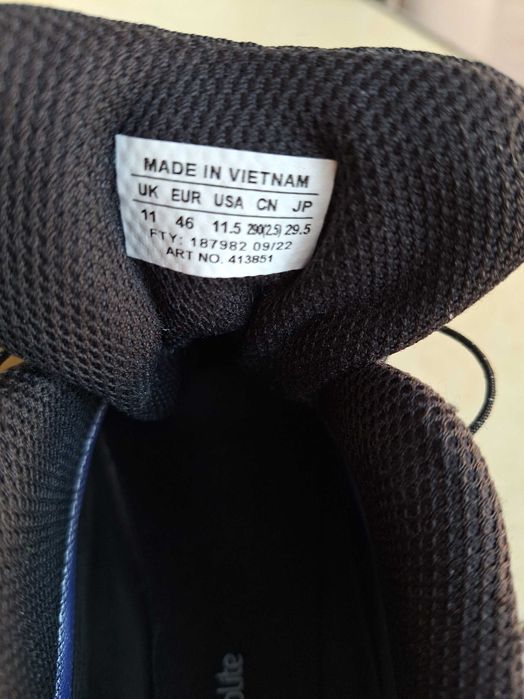 MADE IN VIETNAM
UK EUR USA CN JP
11 46 11.5 290(2.5) 29.5
FTY: 187982 09/22
ART NO. 413851